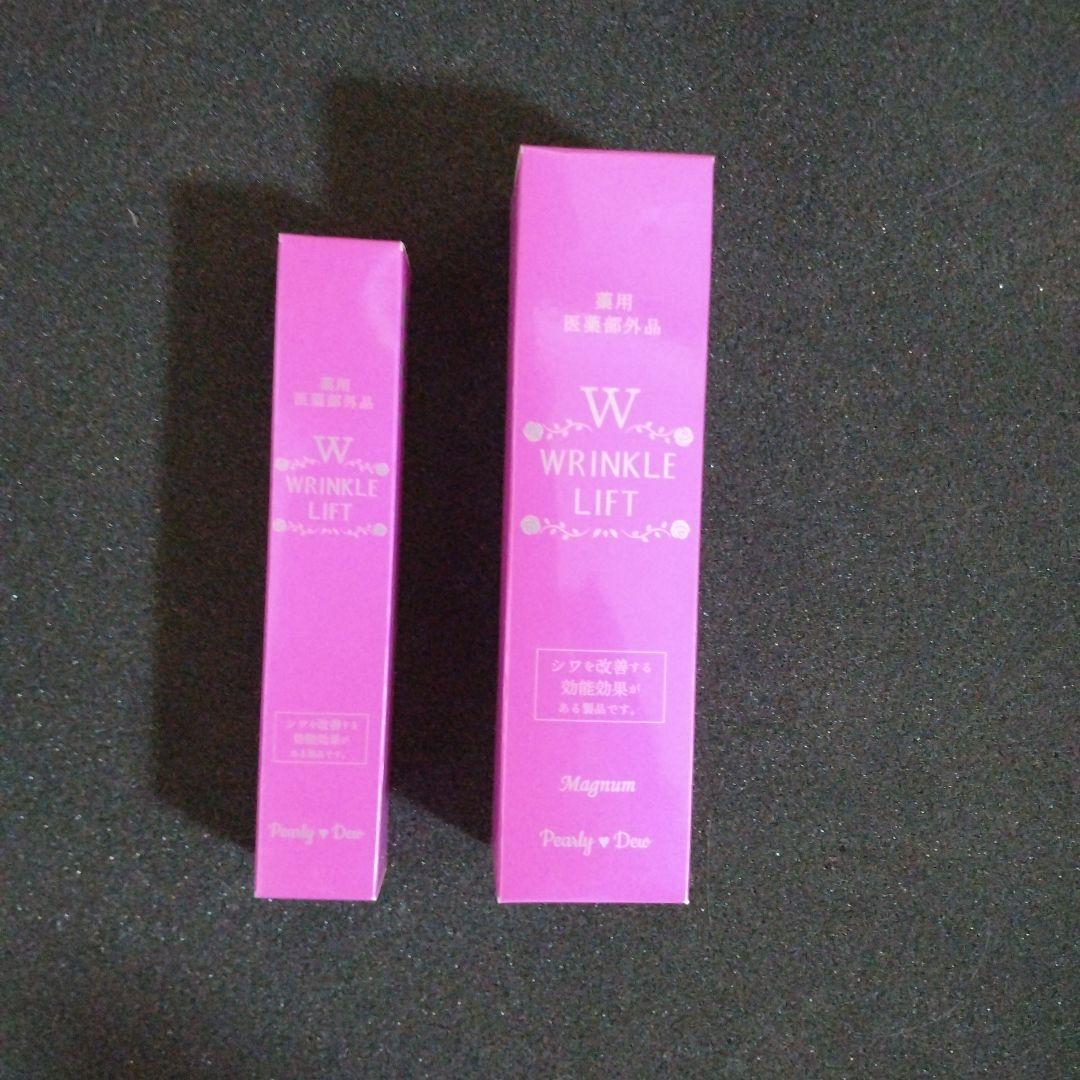 薬用
医薬部外品
W
WRINKLE
LIFT
シワを改善する
効能効果が
ある製品です。
Pearly ♥ Dew
薬用
医薬部外品
W
WRINKLE
LIFT
シワを改善する
効能効果が
ある製品です。
Magnum
Pearly ♥ Dew